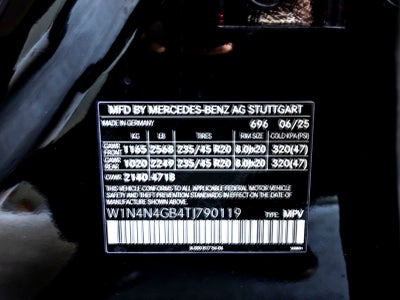 MFD BY MERCEDES-BENZ AG STUTTGART
MADE IN GERMANY 696 06/25
KG LB TIRES RIM SIZE COLD KPA (PSI)
GAWR FRONT 1165 2568 235/45 R20 8.0Jx20 320(47)
GAWR REAR 1020 2249 235/45 R20 8.0Jx20 320(47)
GVWR 2140 4718
THIS VEHICLE CONFORMS TO ALL APPLICABLE FEDERAL MOTOR VEHICLE
SAFETY AND THEFT PREVENTION STANDARDS IN EFFECT ON THE DATE OF
MANUFACTURE SHOWN ABOVE.
W1N4N4GB4TJ790119 TYPE: MPV